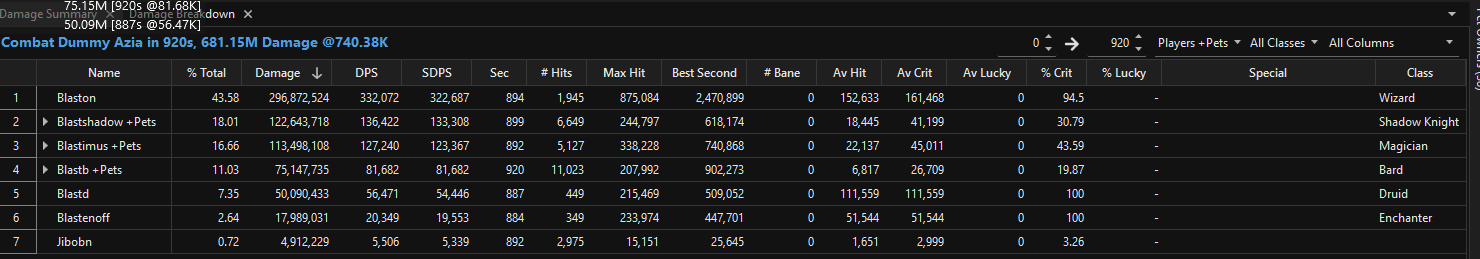 75.15M [920s @81.68K]
Damage Summary × Damage Breakdown ×
50.09M [887s @56.47K]
Combat Dummy Azia in 920s, 681.15M Damage @740.38K 0 → 920 Players +Pets All Classes All Columns
Name % Total Damage ↓ DPS SDPS Sec # Hits Max Hit Best Second # Bane Av Hit Av Crit Av Lucky % Crit % Lucky Special Class
1 Blaston 43.58 296,872,524 332,072 322,687 894 1,945 875,084 2,470,899 0 152,633 161,468 0 94.5 - Wizard
2 Blastshadow +Pets 18.01 122,643,718 136,422 133,308 899 6,649 244,797 618,174 0 18,445 41,199 0 30.79 - Shadow Knight
3 Blastimus +Pets 16.66 113,498,108 127,240 123,367 892 5,127 338,228 740,868 0 22,137 45,011 0 43.59 - Magician
4 Blastb +Pets 11.03 75,147,735 81,682 81,682 920 11,023 207,992 902,273 0 6,817 26,709 0 19.87 - Bard
5 Blastd 7.35 50,090,433 56,471 54,446 887 449 215,469 509,052 0 111,559 111,559 0 100 - Druid
6 Blastenoff 2.64 17,989,031 20,349 19,553 884 349 233,974 447,701 0 51,544 51,544 0 100 - Enchanter
7 Jibobn 0.72 4,912,229 5,506 5,339 892 2,975 15,151 25,645 0 1,651 2,999 0 3.26 -